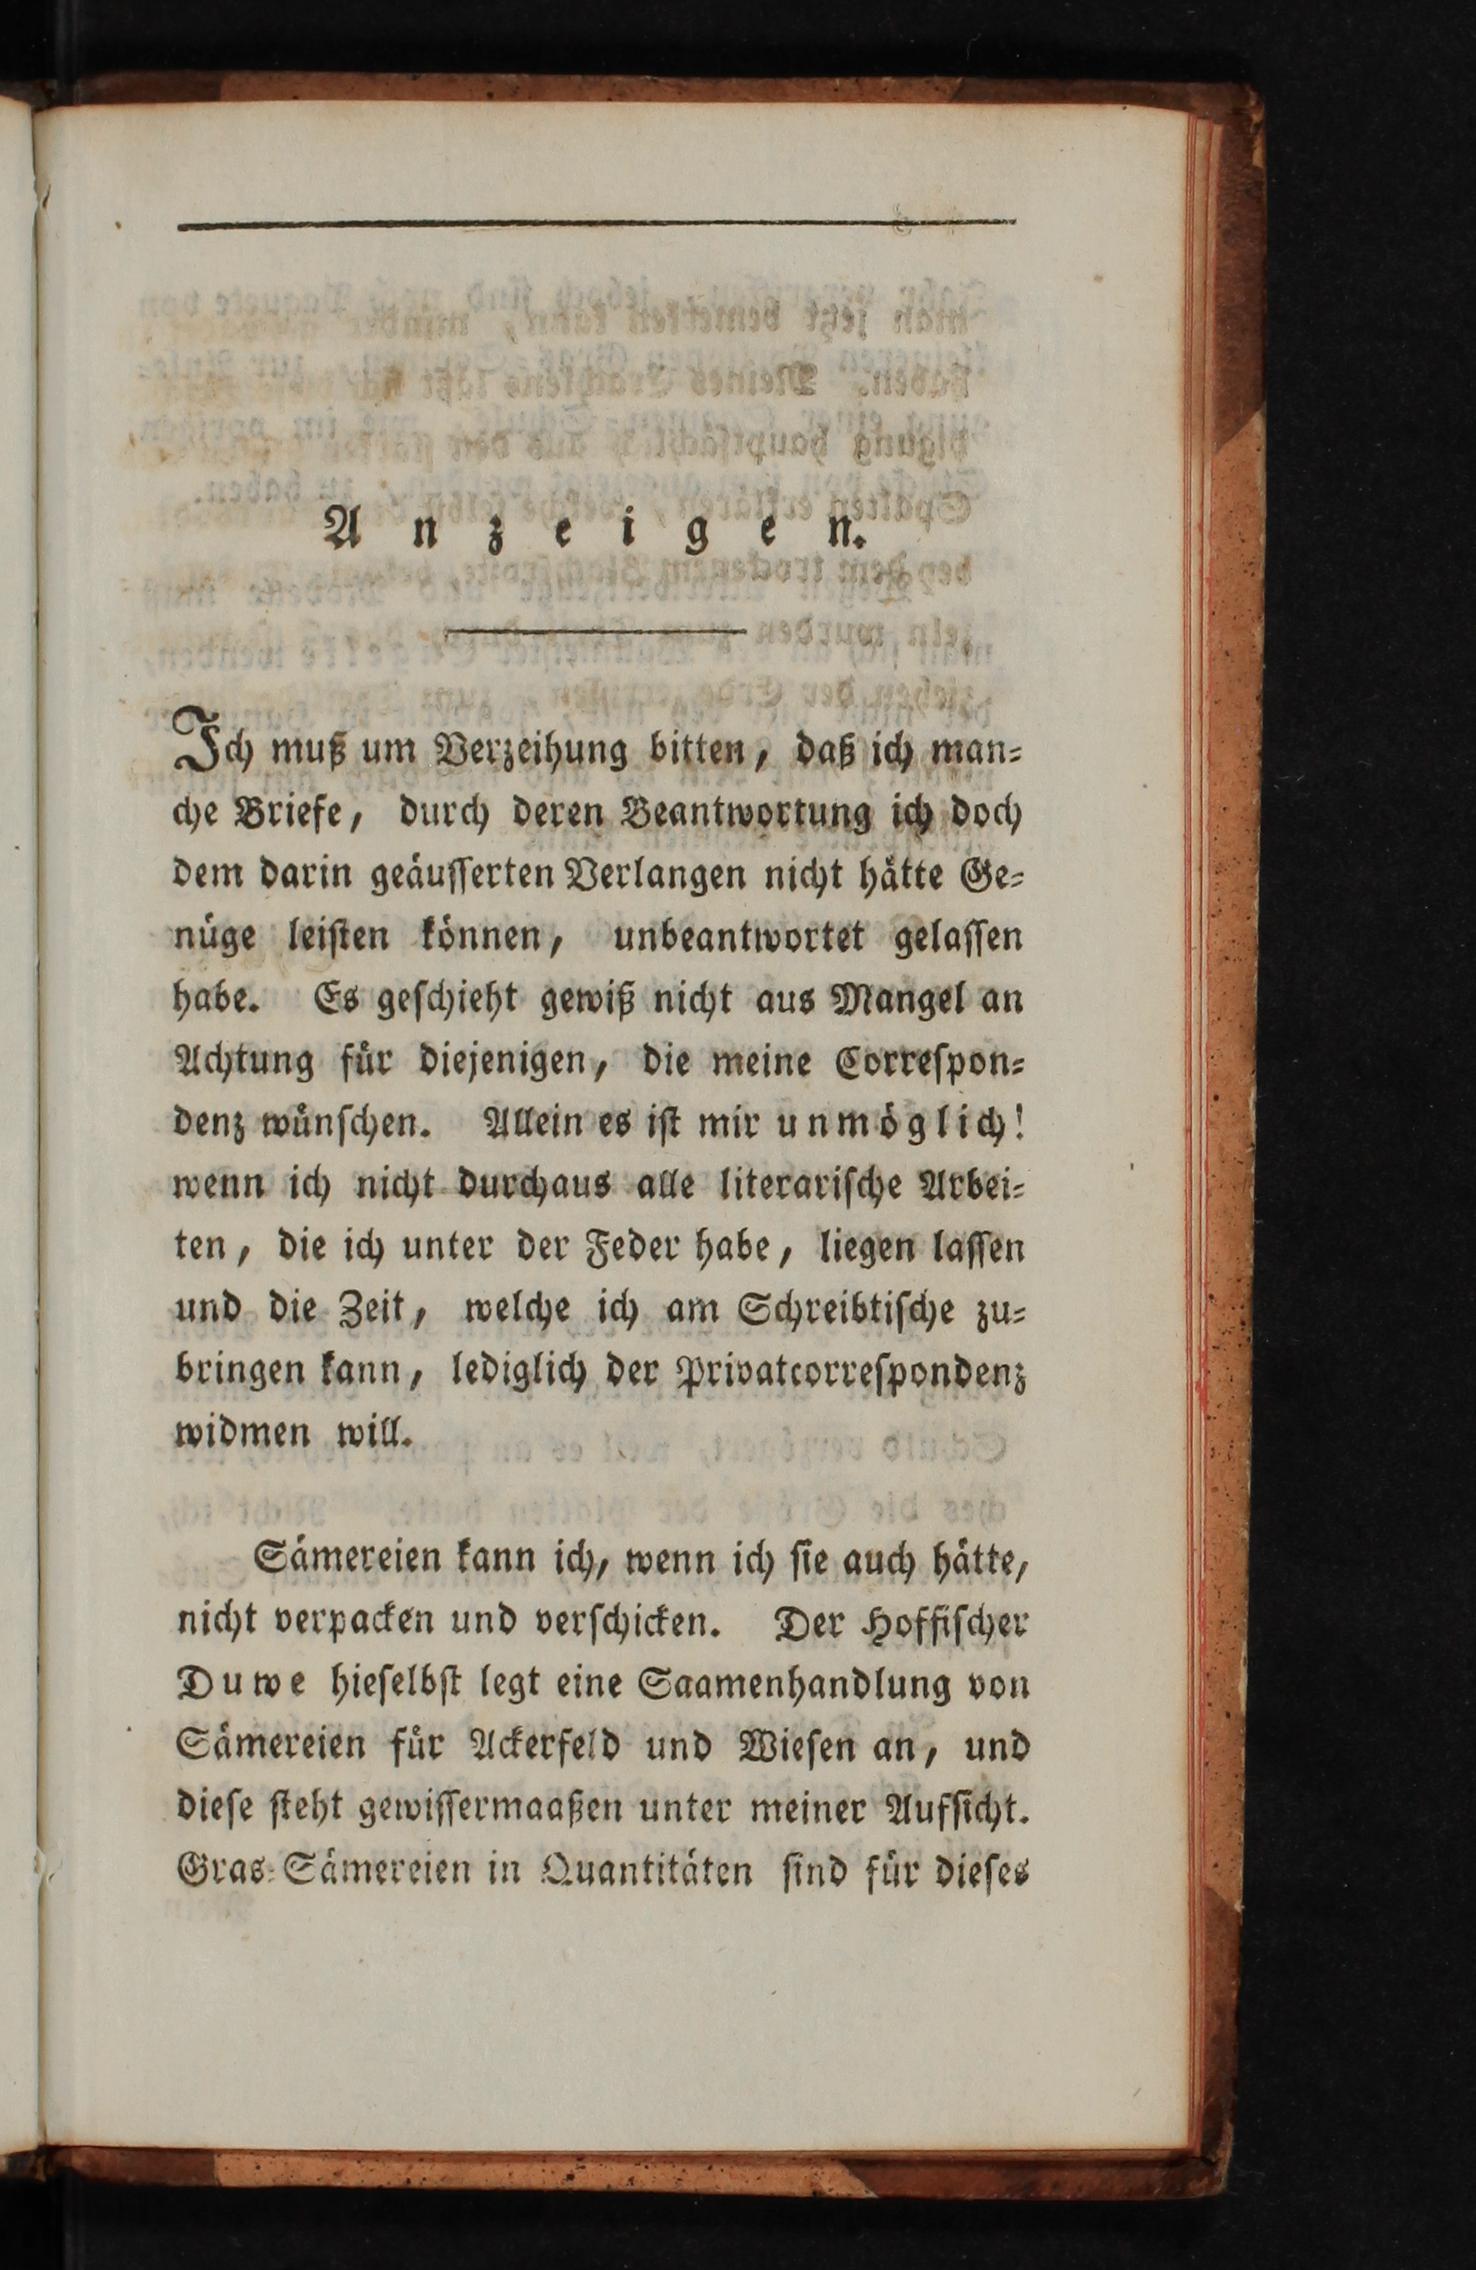 Anzeigen.
Ich muß um Verzeihung bitten, daß ich man-
che Briefe, durch deren Beantwortung ich doch
dem darin geäuſſerten Verlangen nicht hätte Ge-
nüge leiſten können, unbeantwortet gelaſſen
habe. Es geſchieht gewiß nicht aus Mangel an
Achtung für diejenigen, die meine Correſpon-
denz wünſchen. Allein es iſt mir unmöglich!
wenn ich nicht durchaus alle literariſche Arbei-
ten, die ich unter der Feder habe, liegen laſſen
und die Zeit, welche ich am Schreibtiſche zu-
bringen kann, lediglich der Privatcorreſpondenz
widmen will.
Sämereien kann ich, wenn ich ſie auch hätte,
nicht verpacken und verſchicken. Der Hoffiſcher
Duwe hieſelbſt legt eine Saamenhandlung von
Sämereien für Ackerfeld und Wieſen an, und
dieſe ſteht gewiſſermaaßen unter meiner Aufſicht.
Gras-Sämereien in Quantitäten ſind für dieſes